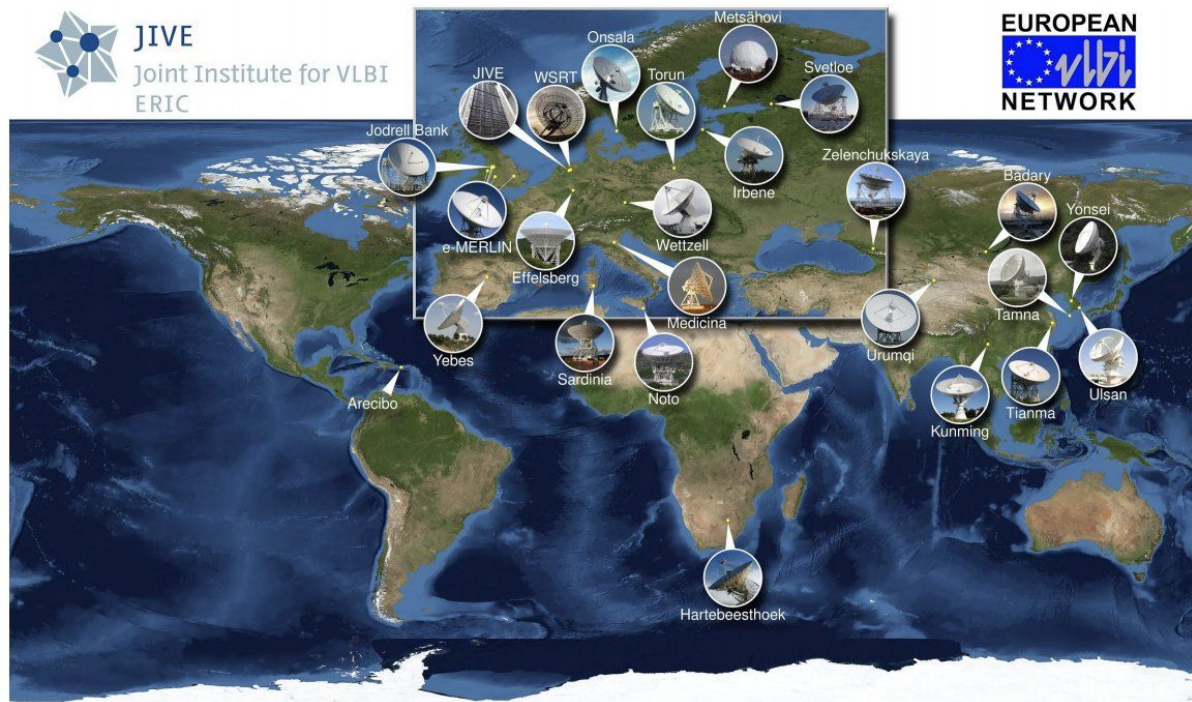 JIVE
Joint Institute for VLBI
ERIC
EUROPEAN
vlbi
NETWORK
Metsähovi
Onsala
JIVE
WSRT
Torun
Svetloe
Jodrell Bank
Irbene
Zelenchukskaya
Badary
Yonsei
e-MERLIN
Wettzell
Effelsberg
Tamna
Medicina
Urumqi
Yebes
Sardinia
Noto
Arecibo
Kunming
Tianma
Ulsan
Hartebeesthoek